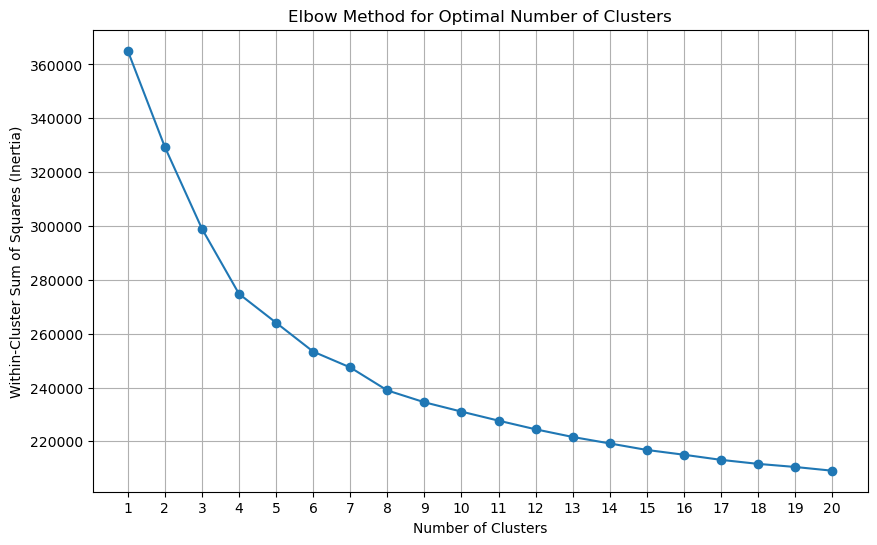 Elbow Method for Optimal Number of Clusters
Within-Cluster Sum of Squares (Inertia)
360000
340000
320000
300000
280000
260000
240000
220000
1 2 3 4 5 6 7 8 9 10 11 12 13 14 15 16 17 18 19 20
Number of Clusters